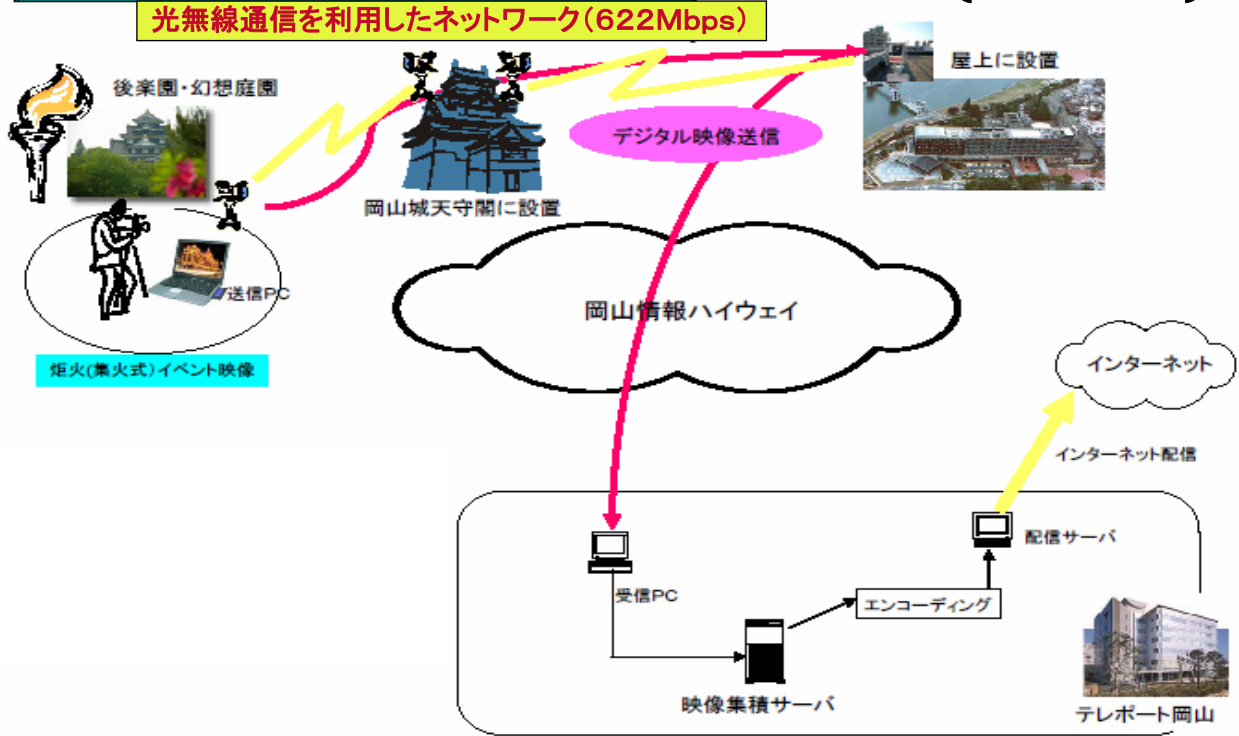 光無線通信を利用したネットワーク(622Mbps)
後楽園・幻想庭園
屋上に設置
デジタル映像送信
岡山城天守閣に設置
送信PC
岡山情報ハイウェイ
炬火(集火式)イベント映像
インターネット
インターネット配信
配信サーバ
受信PC
エンコーディング
映像集積サーバ
テレポート岡山